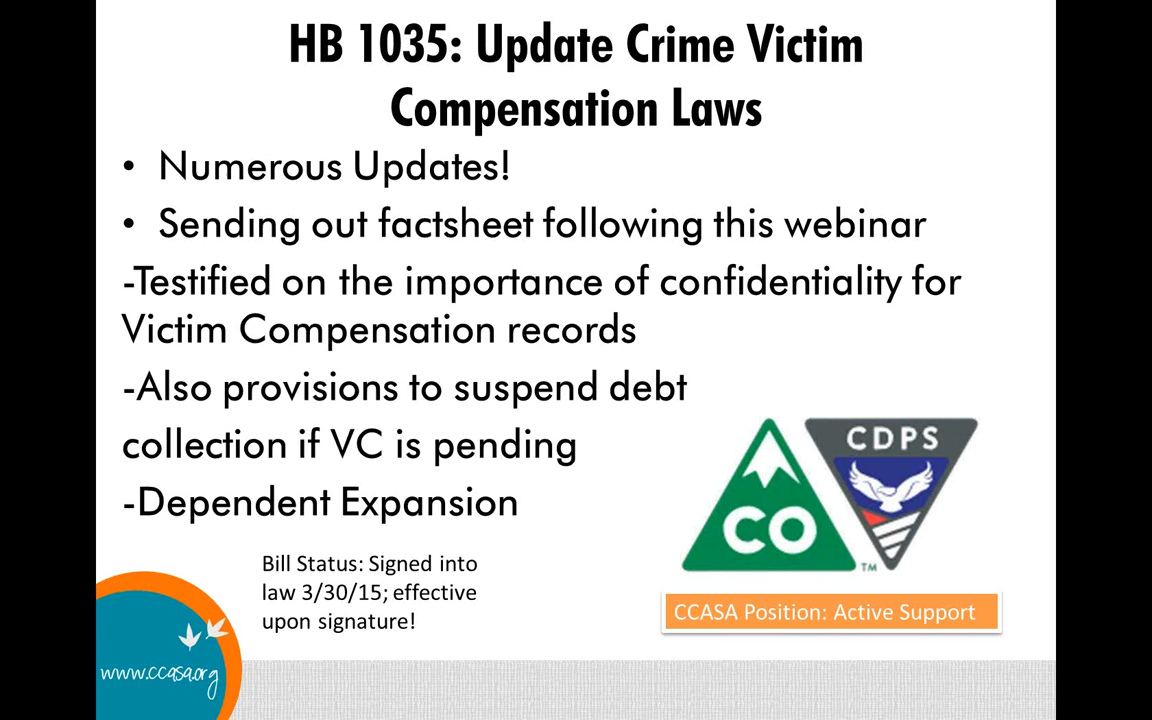 HB 1035: Update Crime Victim
Compensation Laws
• Numerous Updates!
• Sending out factsheet following this webinar
-Testified on the importance of confidentiality for
Victim Compensation records
-Also provisions to suspend debt
collection if VC is pending
-Dependent Expansion
CDPS
CO
TM
Bill Status: Signed into
law 3/30/15; effective
upon signature!
CCASA Position: Active Support
www.ccasa.org